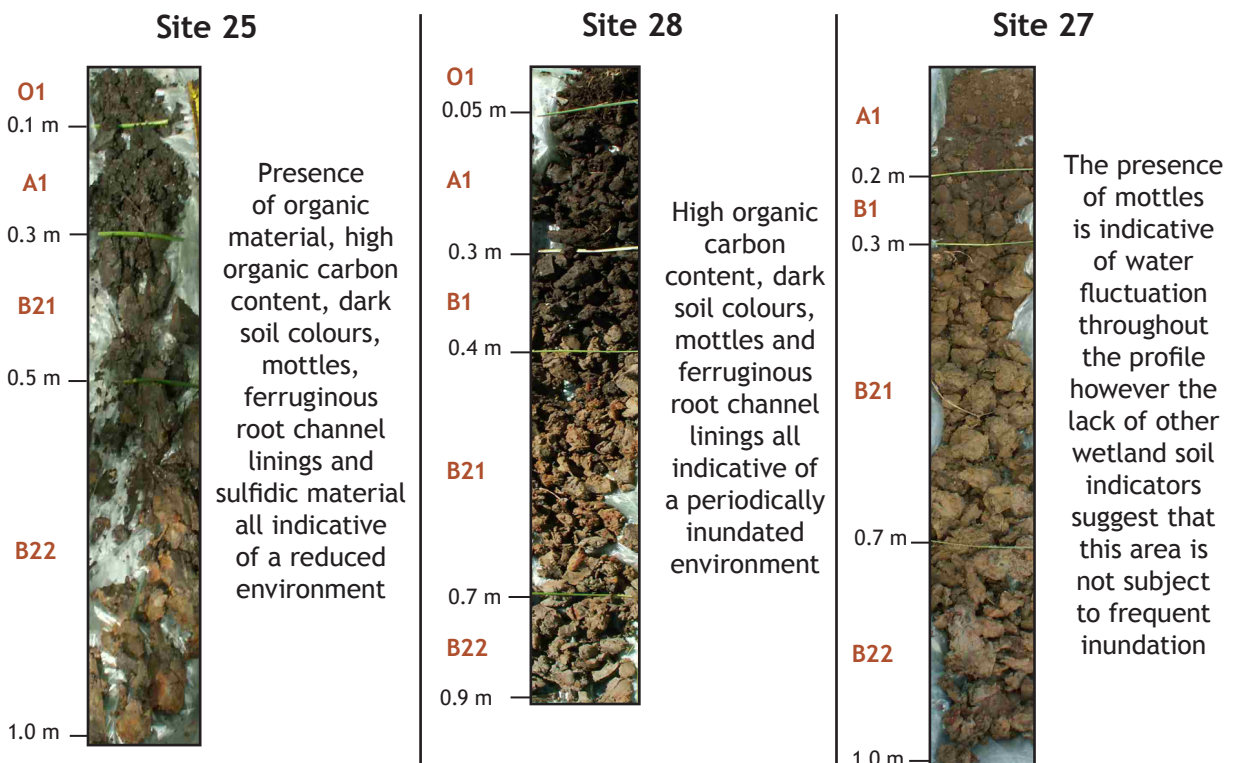 Site 25
O1
0.1 m
A1
0.3 m
B21
0.5 m
B22
1.0 m
Presence
of organic
material, high
organic carbon
content, dark
soil colours,
mottles,
ferruginous
root channel
linings and
sulfidic material
all indicative
of a reduced
environment
Site 28
O1
0.05 m
A1
0.3 m
B1
0.4 m
B21
0.7 m
B22
0.9 m
High organic
carbon
content, dark
soil colours,
mottles and
ferruginous
root channel
linings all
indicative of
a periodically
inundated
environment
Site 27
A1
0.2 m
B1
0.3 m
B21
0.7 m
B22
1.0 m
The presence
of mottles
is indicative
of water
fluctuation
throughout
the profile
however the
lack of other
wetland soil
indicators
suggest that
this area is
not subject
to frequent
inundation